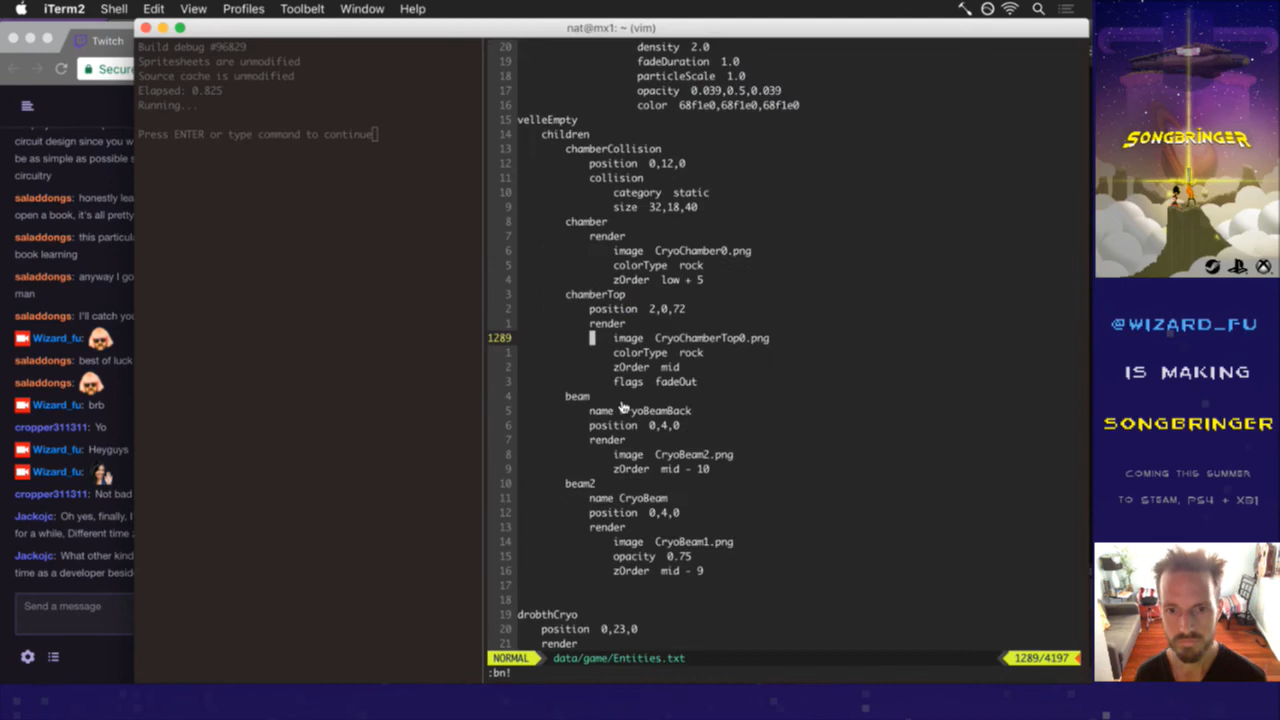 iTerm2 Shell Edit View Profiles Toolbelt Window Help
nat@mx1: ~ (vim)
Twitch
Secure
circuit design since you w
be as simple as possible s
circuitry
saladdongs: honestly lea
open a book, it's all pretty
saladdongs: this particul
book learning
saladdongs: anyway I go
man
saladdongs: I'll catch you
Wizard_fu:
saladdongs: best of luck
saladdongs:
Wizard_fu: brb
cropper311311: Yo
Wizard_fu: Heyguys
Wizard_fu:
cropper311311: Not bad
Jackojc: Oh yes, finally, I
for a while, Different time
Jackojc: What other kind
time as a developer besid
Send a message
Build debug #96829
Spritesheets are unmodified
Source cache is unmodified
Elapsed: 0.825
Running...
Press ENTER or type command to continue
20 density 2.0
19 fadeDuration 1.0
18 particleScale 1.0
17 opacity 0.039,0.5,0.039
16 color 68f1e0,68f1e0,68f1e0
15 velleEmpty
14 children
13 chamberCollision
12 position 0,12,0
11 collision
10 category static
9 size 32,18,40
8 chamber
7 render
6 image CryoChamber0.png
5 colorType rock
4 zOrder low + 5
3 chamberTop
2 position 2,0,72
1 render
1289 image CryoChamberTop0.png
1 colorType rock
2 zOrder mid
3 flags fadeOut
4 beam
5 name CryoBeamBack
6 position 0,4,0
7 render
8 image CryoBeam2.png
9 zOrder mid - 10
10 beam2
11 name CryoBeam
12 position 0,4,0
13 render
14 image CryoBeam1.png
15 opacity 0.75
16 zOrder mid - 9
17
18
19 drobthCryo
20 position 0,23,0
21 render
NORMAL data/game/Entities.txt 1289/4197
:bn!
SONGBRINGER
@WIZARD_FU
IS MAKING
SONGBRINGER
COMING THIS SUMMER
TO STEAM, PS4 + XB1